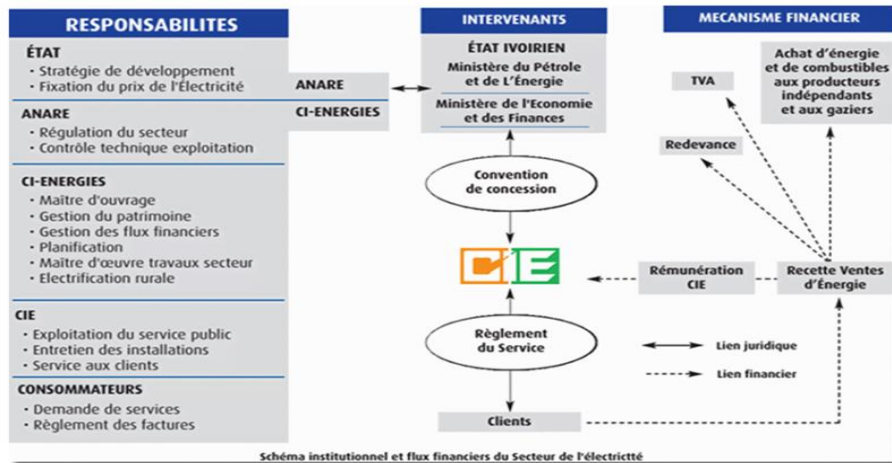 RESPONSABILITES
ÉTAT
• Stratégie de développement
• Fixation du prix de l'Électricité
ANARE
• Régulation du secteur
• Contrôle technique exploitation
CI-ENERGIES
• Maître d'ouvrage
• Gestion du patrimoine
• Gestion des flux financiers
• Planification
• Maître d'œuvre travaux secteur
• Electrification rurale
CIE
• Exploitation du service public
• Entretien des installations
• Service aux clients
CONSOMMATEURS
• Demande de services
• Règlement des factures
ANARE
CI-ENERGIES
INTERVENANTS
ÉTAT IVOIRIEN
Ministère du Pétrole
et de L'Énergie
Ministère de l'Economie
et des Finances
Convention
de concession
CIE
Règlement
du Service
Clients
MECANISME FINANCIER
TVA
Achat d'énergie
et de combustibles
aux producteurs
indépendants
et aux gaziers
Redevance
Rémunération
CIE
Recette Ventes
d'Énergie
Lien juridique
Lien financier
Schéma institutionnel et flux financiers du Secteur de l'électrictté